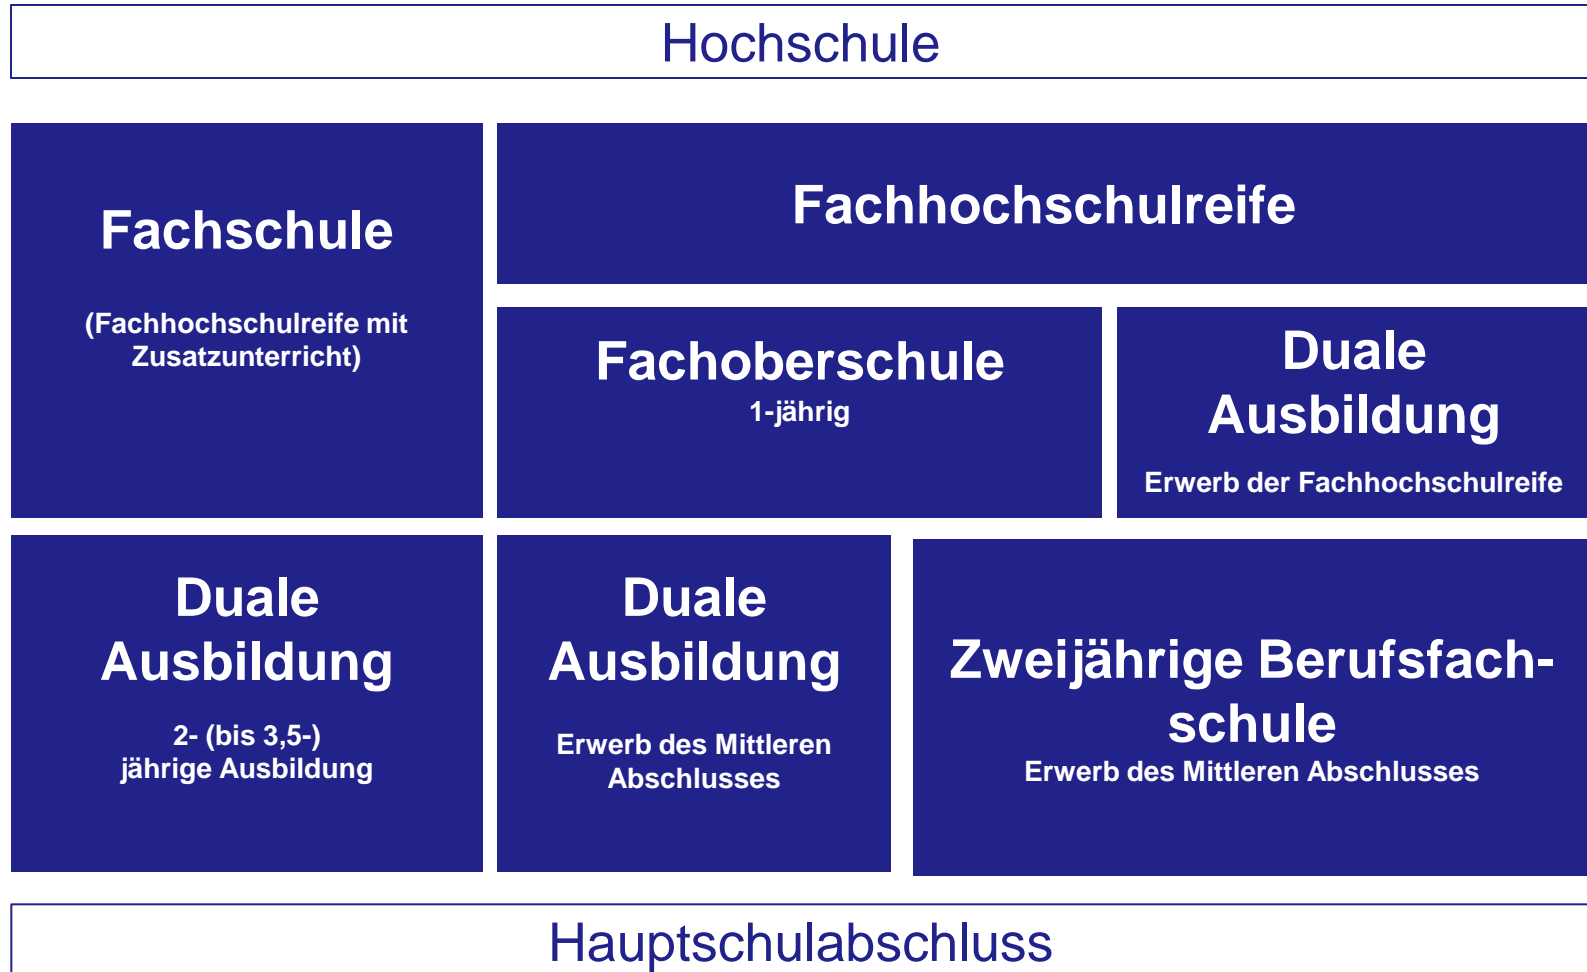 Hochschule
Fachschule
(Fachhochschulreife mit
Zusatzunterricht)
Fachhochschulreife
Fachoberschule
1-jährig
Duale
Ausbildung
Erwerb der Fachhochschulreife
Duale
Ausbildung
2- (bis 3,5-)
jährige Ausbildung
Duale
Ausbildung
Erwerb des Mittleren
Abschlusses
Zweijährige Berufsfach-
schule
Erwerb des Mittleren Abschlusses
Hauptschulabschluss